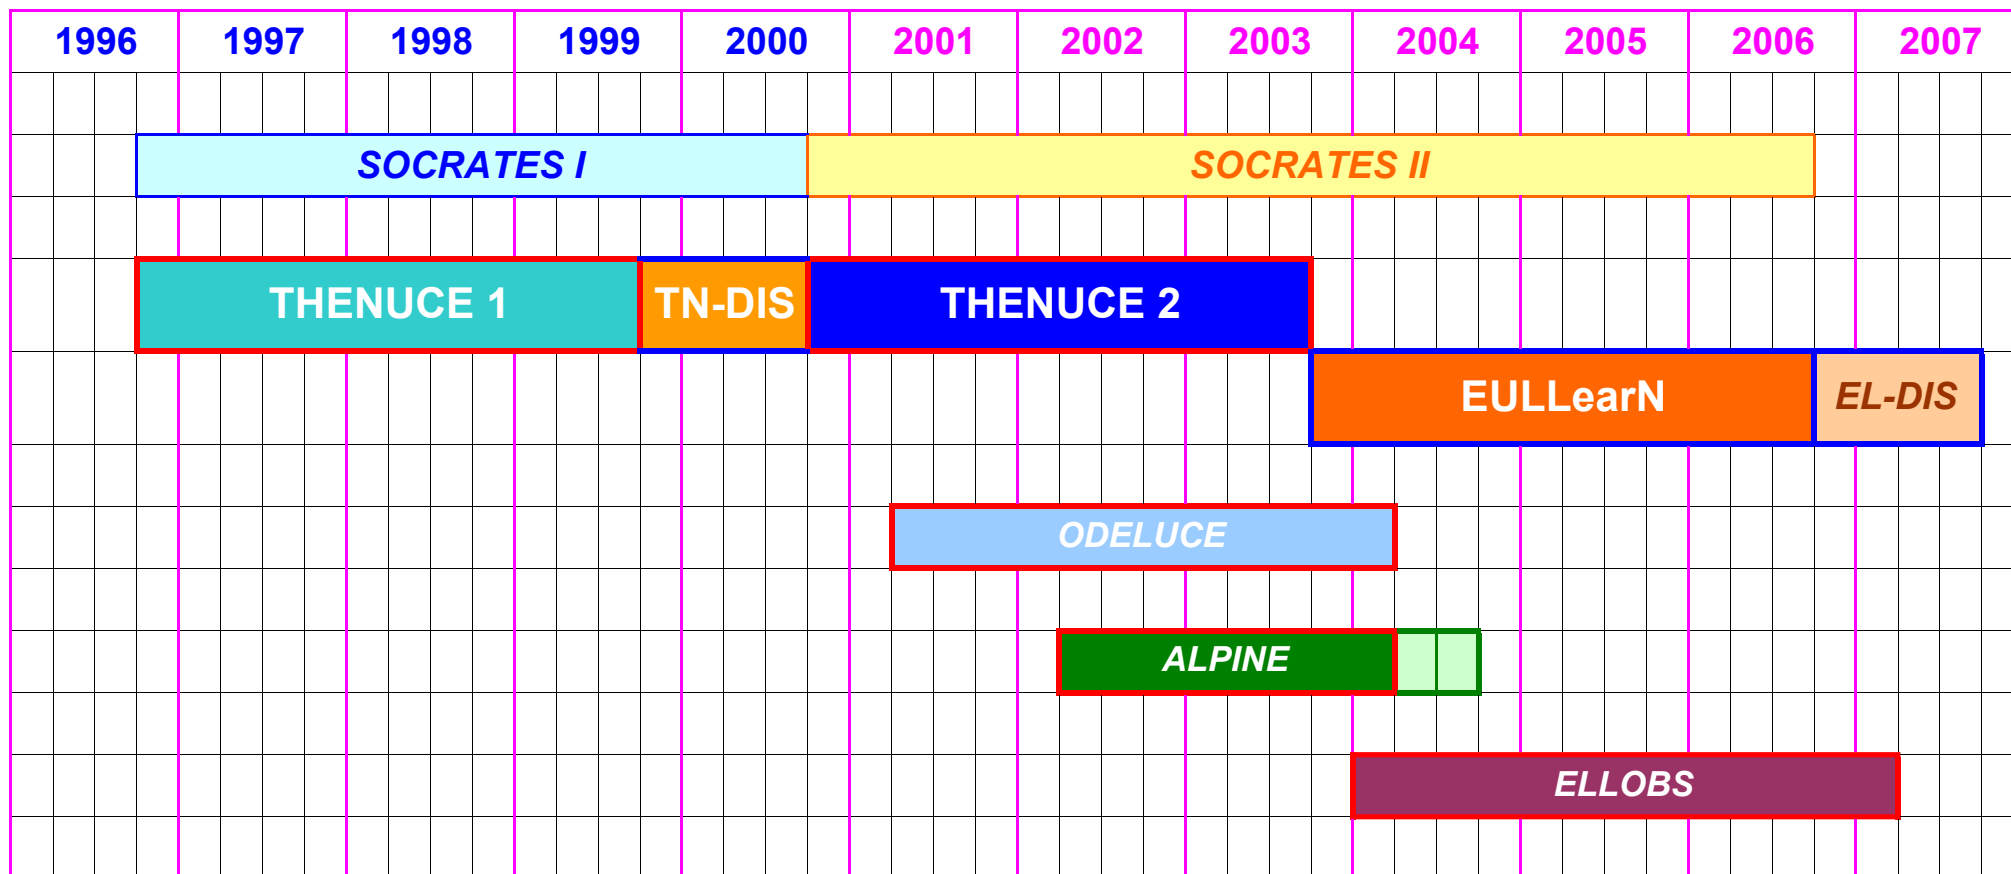 1996 1997 1998 1999 2000 2001 2002 2003 2004 2005 2006 2007
SOCRATES I SOCRATES II
THENUCE 1 TN-DIS THENUCE 2
EULLearN EL-DIS
ODELUCE
ALPINE
ELLOBS